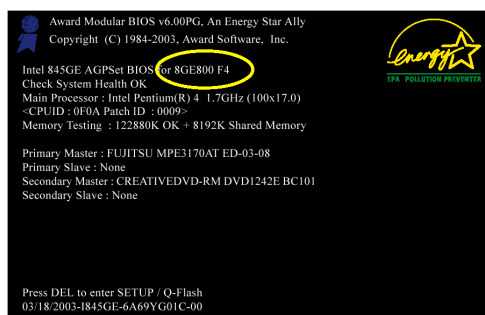 Award Modular BIOS v6.00PG, An Energy Star Ally
Copyright (C) 1984-2003, Award Software, Inc.
energy
EPA POLLUTION PREVENTER
Intel 845GE AGPSet BIOS for 8GE800 F4
Check System Health OK
Main Processor : Intel Pentium(R) 4 1.7GHz (100x17.0)
<CPUID : 0F0A Patch ID : 0009>
Memory Testing : 122880K OK + 8192K Shared Memory
Primary Master : FUJITSU MPE3170AT ED-03-08
Primary Slave : None
Secondary Master : CREATIVEDVD-RM DVD1242E BC101
Secondary Slave : None
Press DEL to enter SETUP / Q-Flash
03/18/2003-I845GE-6A69YG01C-00